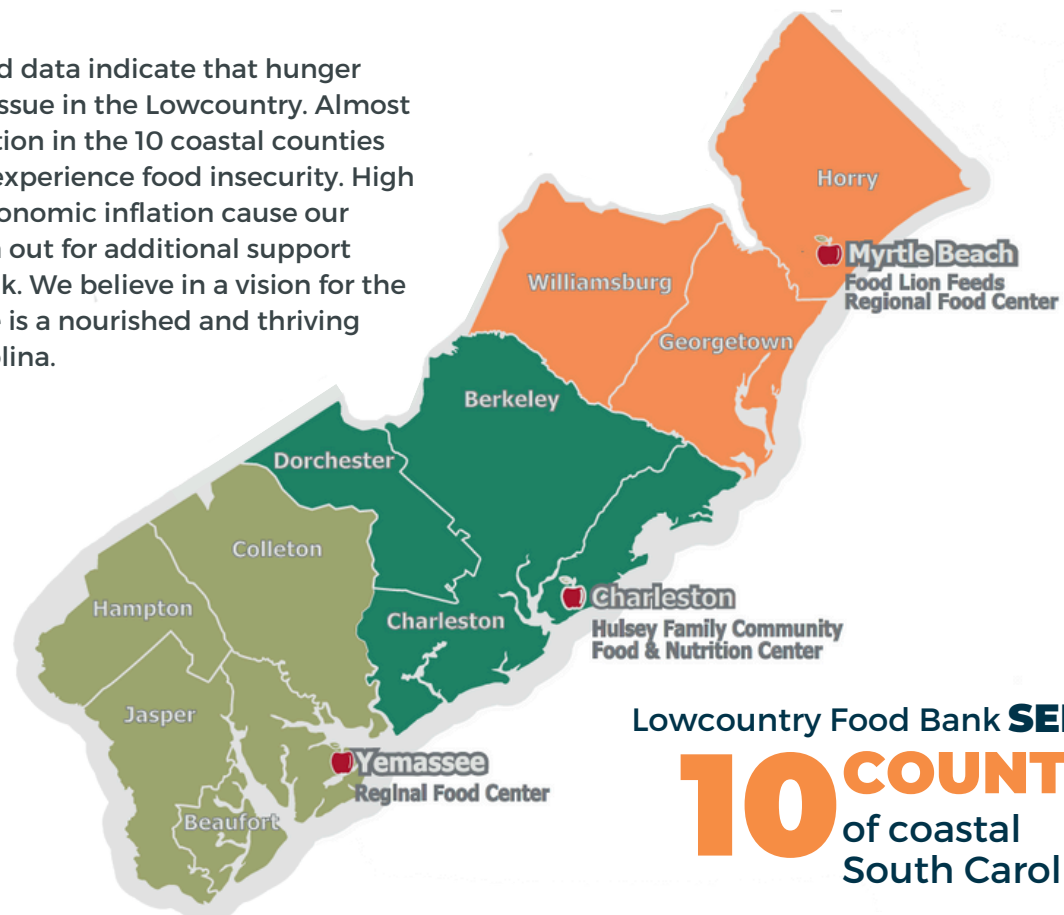 d data indicate that hunger
ssue in the Lowcountry. Almost
tion in the 10 coastal counties
experience food insecurity. High
onomic inflation cause our
out for additional support
k. We believe in a vision for the
is a nourished and thriving
olina.
Horry
Myrtle Beach
Food Lion Feeds
Regional Food Center
Williamsburg
Georgetown
Berkeley
Dorchester
Colleton
Charleston
Hulsey Family Community
Food & Nutrition Center
Hampton
Charleston
Jasper
Yemassee
Reginal Food Center
Beaufort
Lowcountry Food Bank SE
10 COUNT
of coastal
South Carol